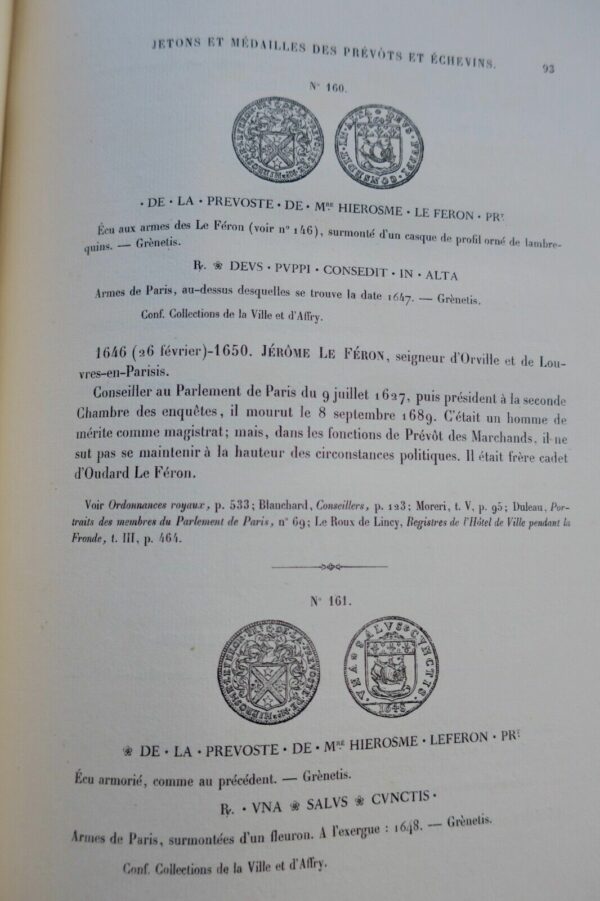 JETONS ET MÉDAILLES DES PRÉVÔTS ET ÉCHEVINS. 93
N° 160.
· DE · LA · PREVOSTE · DE · Mᴿᴱ HIEROSME · LE FERON · PRᵀ
Écu aux armes des Le Féron (voir n° 146), surmonté d'un casque de profil orné de lambre-
quins. — Grènetis.
℞. ❀ DEVS · PVPPI · CONSEDIT · IN · ALTA
Armes de Paris, au-dessus desquelles se trouve la date 1647. — Grènetis.
Conf. Collections de la Ville et d'Affry.
1646 (26 février)-1650. JÉRÔME LE FÉRON, seigneur d'Orville et de Lou-
vres-en-Parisis.
Conseiller au Parlement de Paris du 9 juillet 1627, puis président à la seconde
Chambre des enquêtes, il mourut le 8 septembre 1689. C'était un homme de
mérite comme magistrat; mais, dans les fonctions de Prévôt des Marchands, il ne
sut pas se maintenir à la hauteur des circonstances politiques. Il était frère cadet
d'Oudard Le Féron.
Voir Ordonnances royaux, p. 533; Blanchard, Conseillers, p. 123; Moreri, t. V, p. 95; Duleau, Por-
traits des membres du Parlement de Paris, n° 69; Le Roux de Lincy, Registres de l'Hôtel de Ville pendant la
Fronde, t. III, p. 464.
N° 161.
VNA ❀ SALVS ❀ CVNCTIS
1648
❀ DE · LA · PREVOSTE · DE · Mᴿᴱ HIEROSME · LEFERON · PRᵀ
Écu armorié, comme au précédent. — Grènetis.
℞. · VNA ❀ SALVS ❀ CVNCTIS ·
Armes de Paris, surmontées d'un fleuron. A l'exergue : 1648. — Grènetis.
Conf. Collections de la Ville et d'Affry.